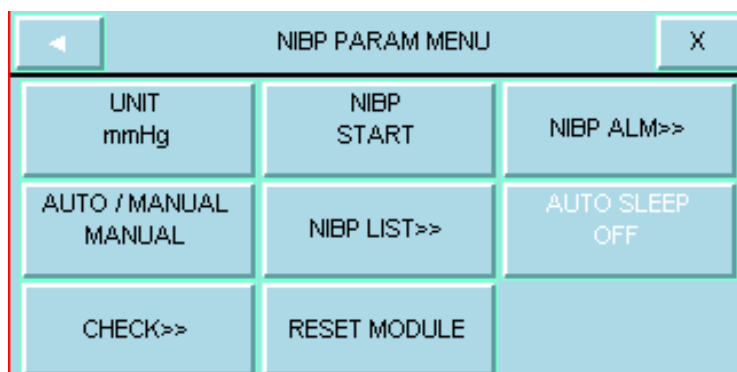 NIBP PARAM MENU
X
UNIT
mmHg
NIBP
START
NIBP ALM>>
AUTO / MANUAL
MANUAL
NIBP LIST>>
AUTO SLEEP
OFF
CHECK>>
RESET MODULE